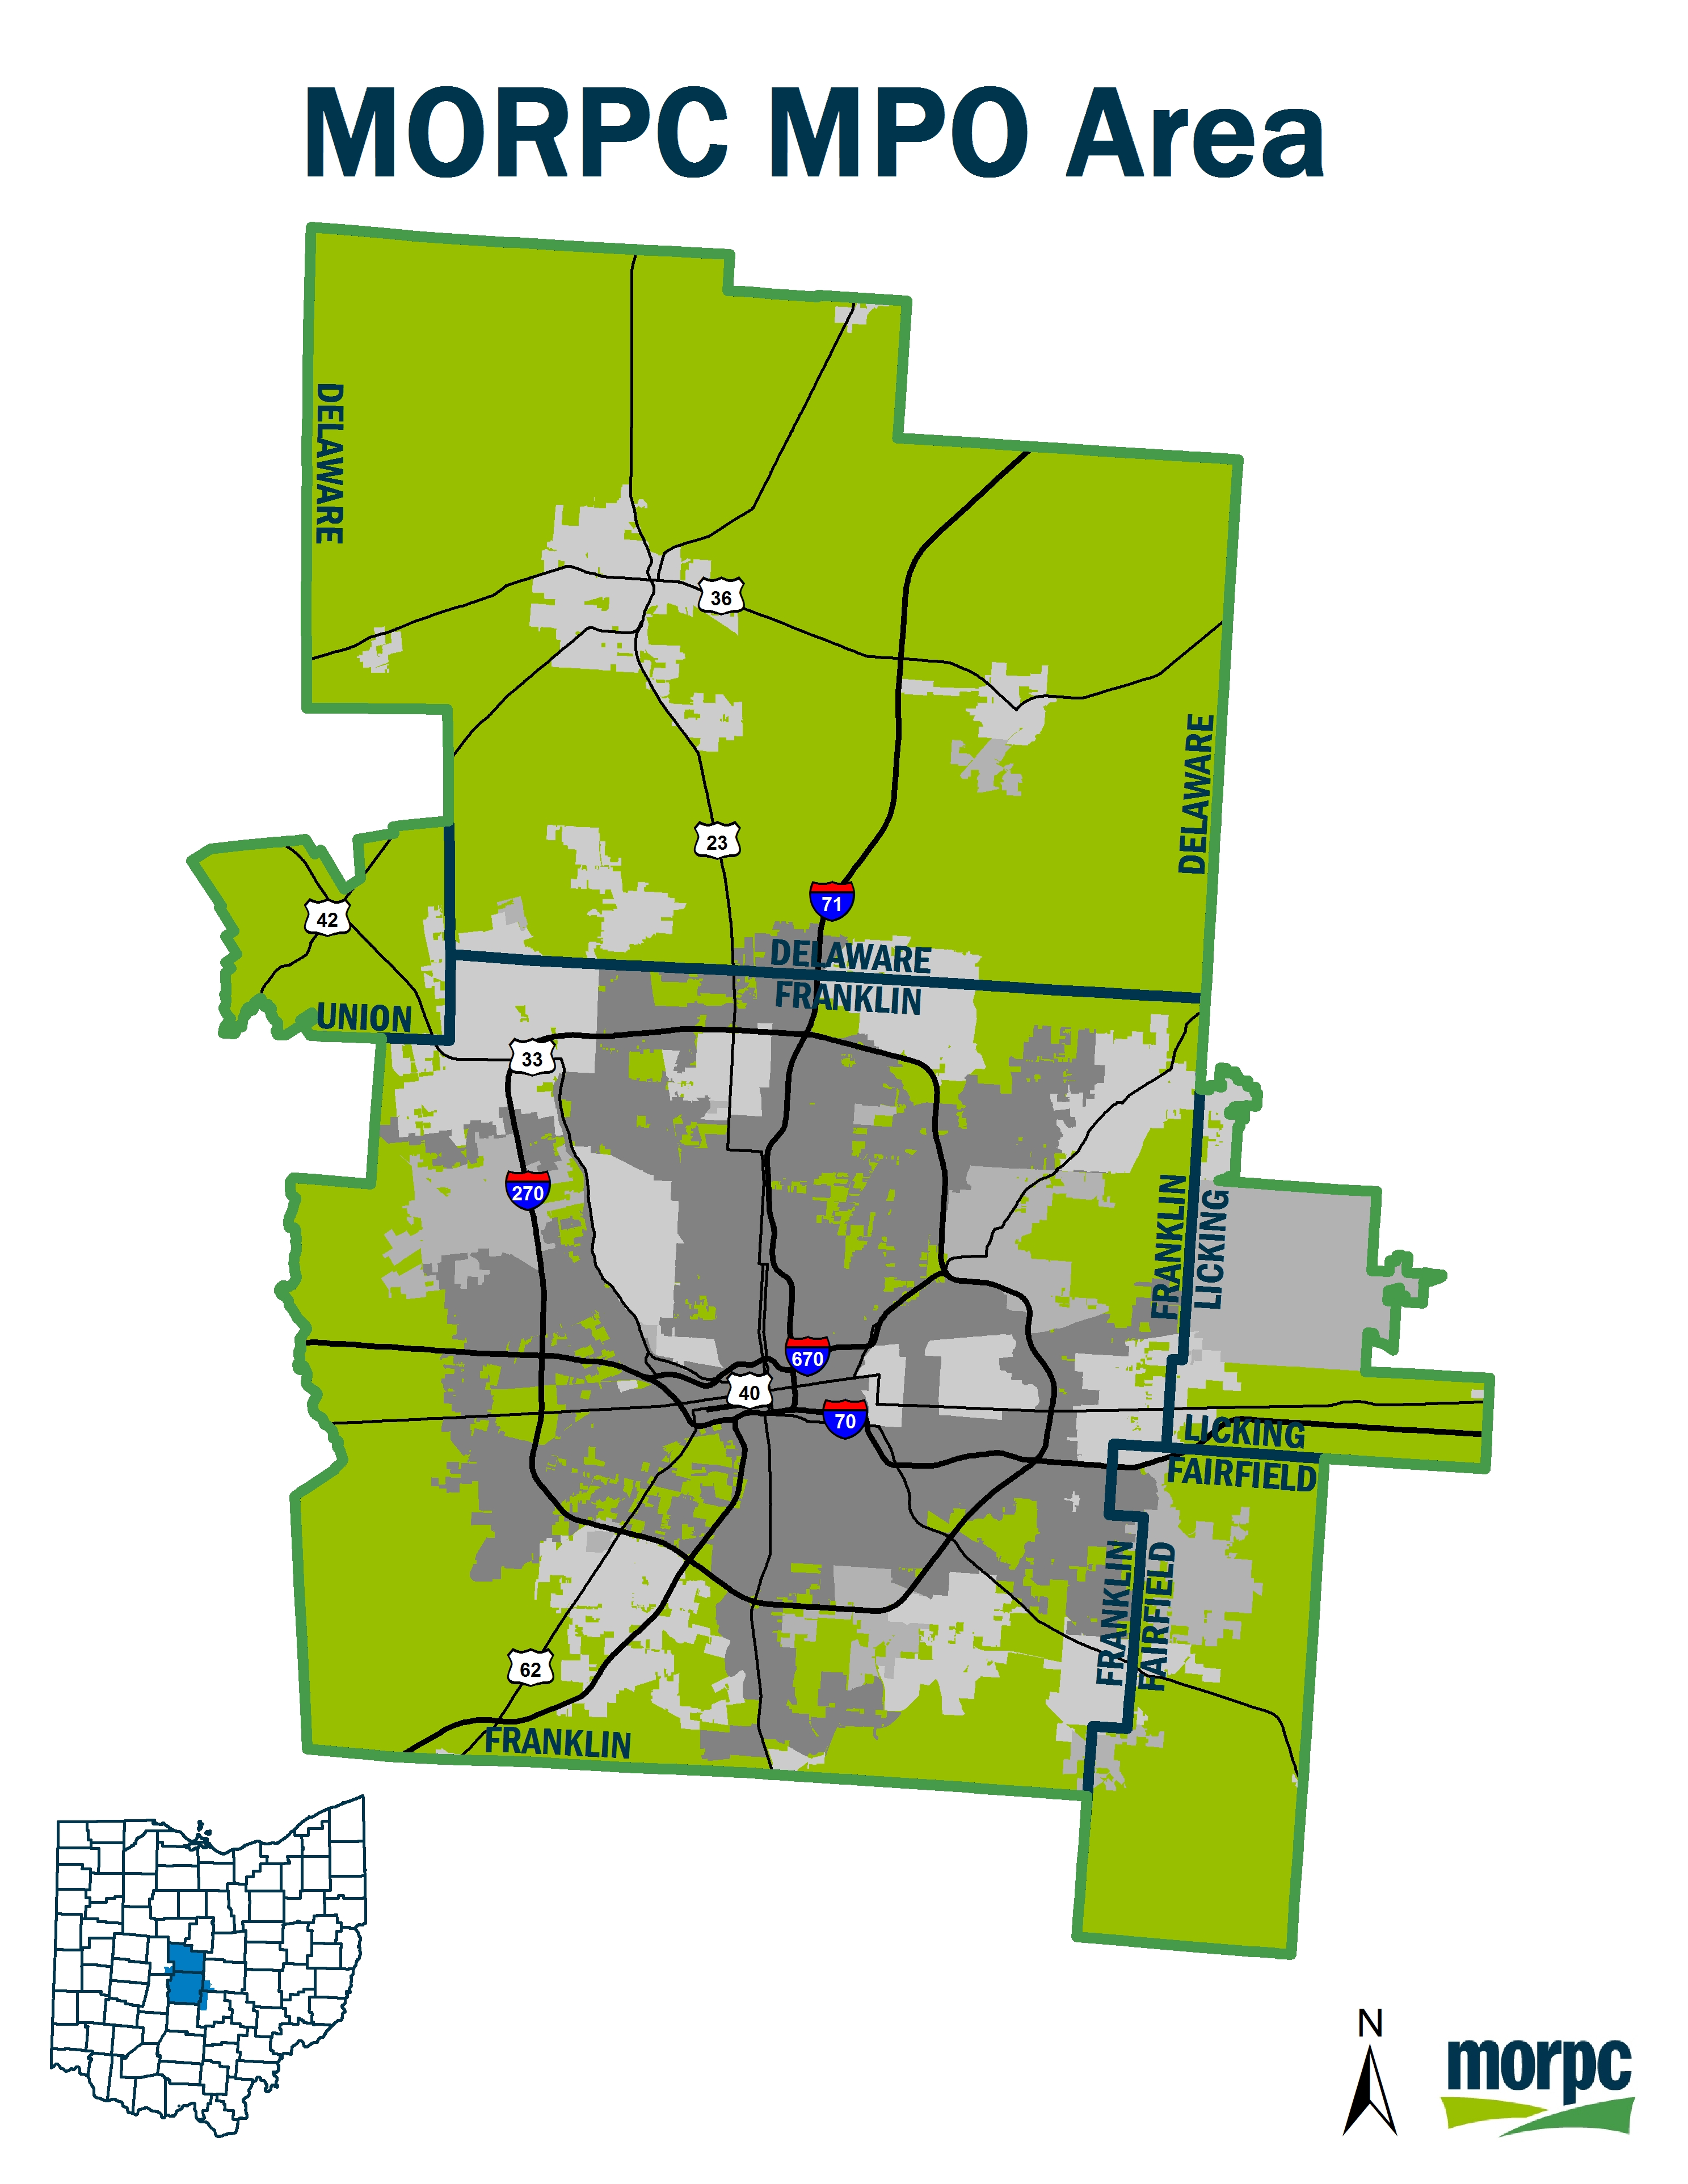 MORPC MPO Area
DELAWARE
36
DELAWARE
23
71
42
DELAWARE
FRANKLIN
UNION
33
270
FRANKLIN
LICKING
670
40
70
LICKING
FAIRFIELD
FRANKLIN
FAIRFIELD
62
FRANKLIN
N
morpc